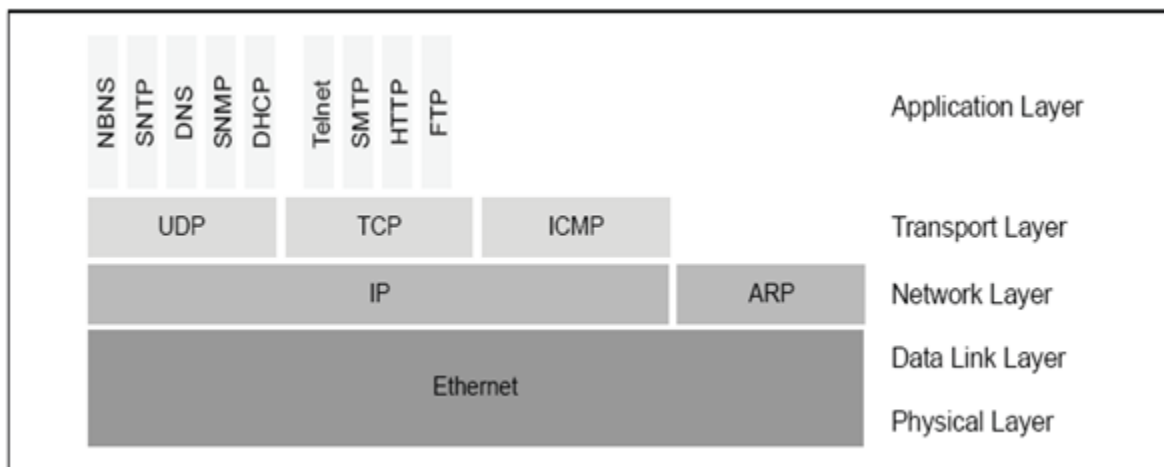 NBNS
SNTP
DNS
SNMP
DHCP
Telnet
SMTP
HTTP
FTP
Application Layer
UDP
TCP
ICMP
Transport Layer
IP
ARP
Network Layer
Ethernet
Data Link Layer
Physical Layer